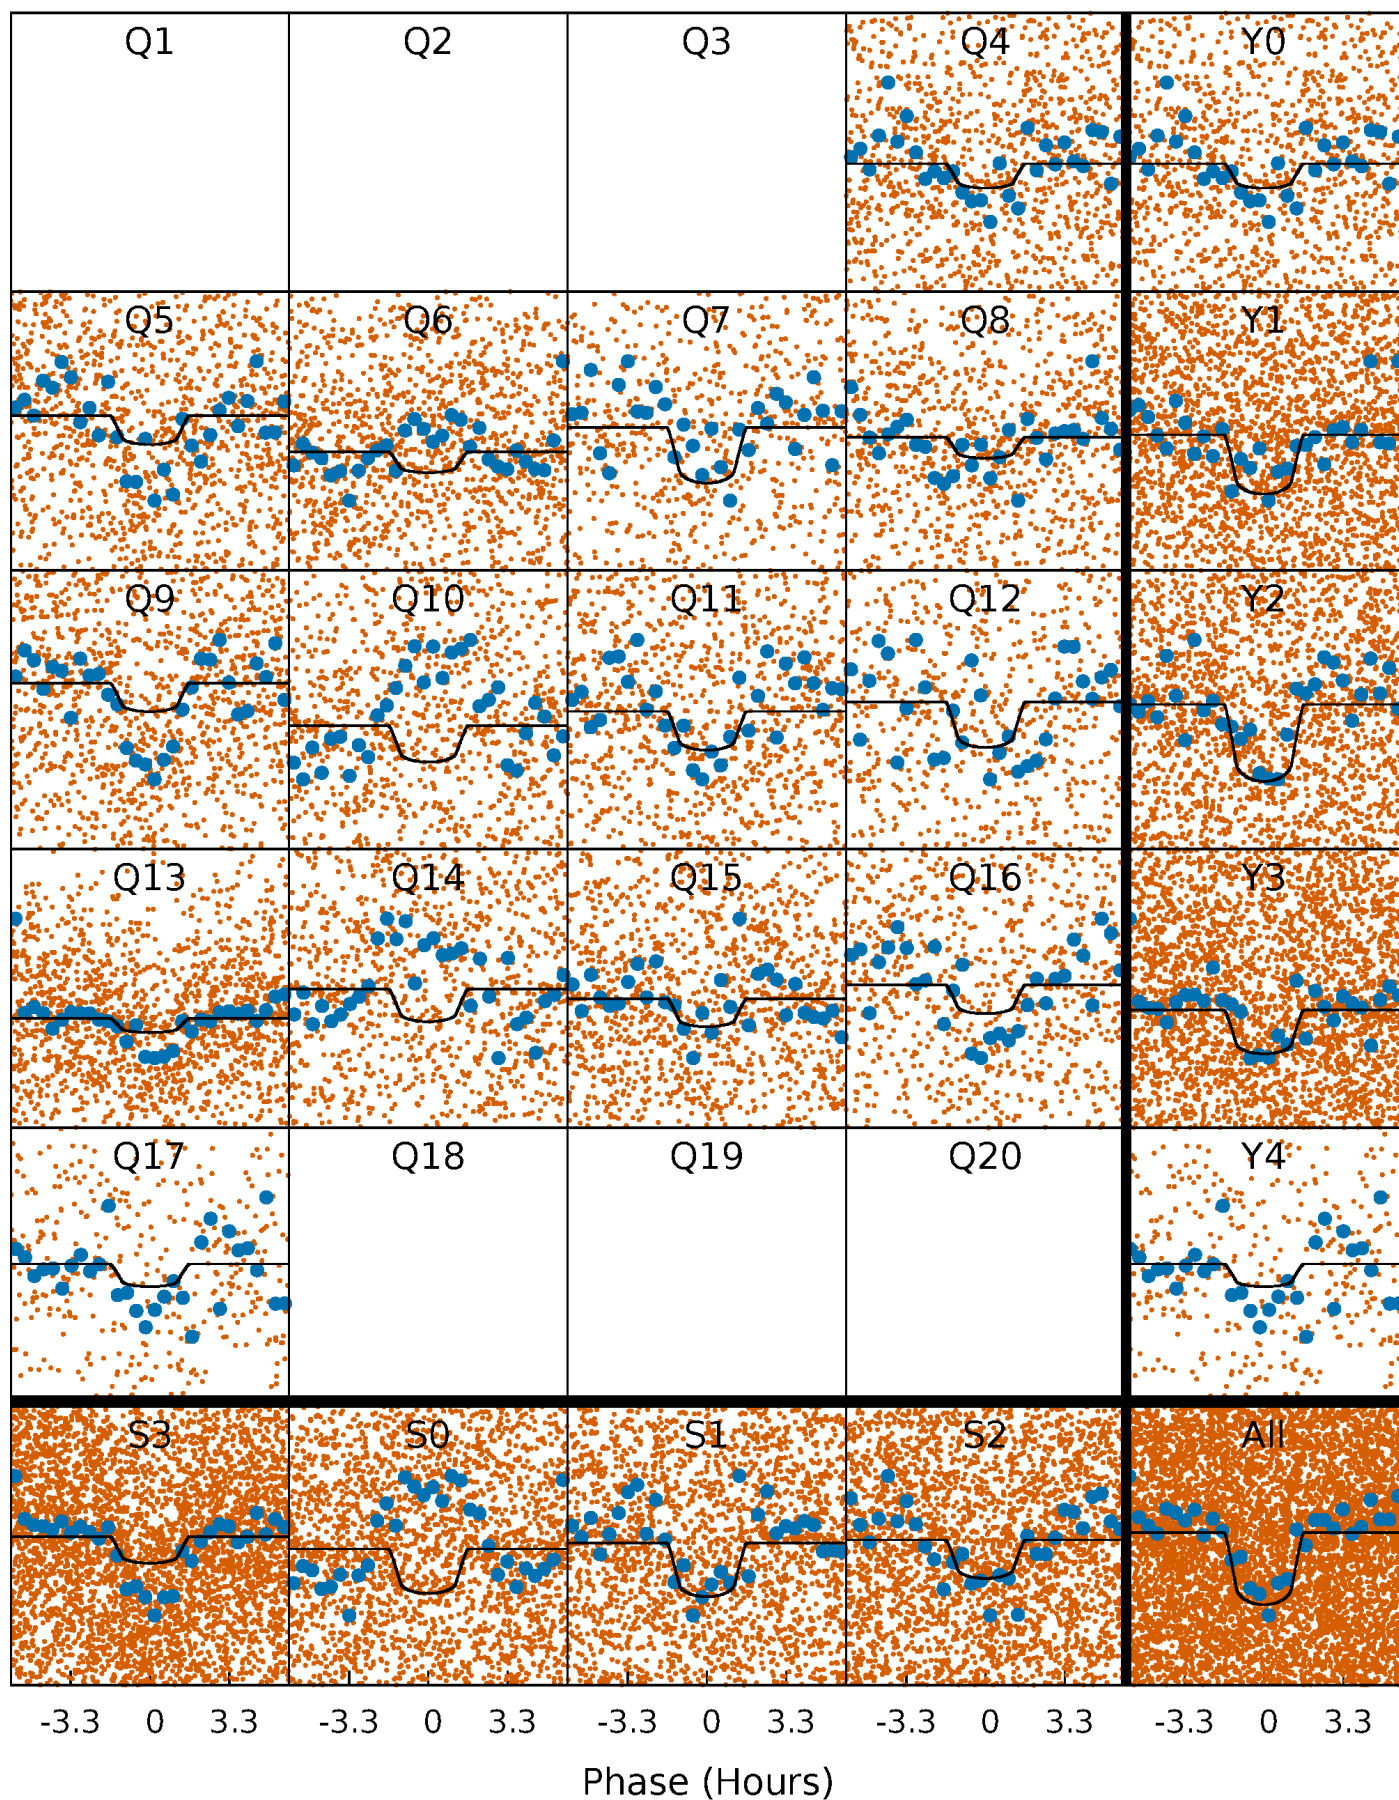 Q1 Q2 Q3 Q4 Y0
Q5 Q6 Q7 Q8 Y1
Q9 Q10 Q11 Q12 Y2
Q13 Q14 Q15 Q16 Y3
Q17 Q18 Q19 Q20 Y4
S3 S0 S1 S2 All
-3.3 0 3.3 -3.3 0 3.3 -3.3 0 3.3 -3.3 0 3.3 -3.3 0 3.3
Phase (Hours)